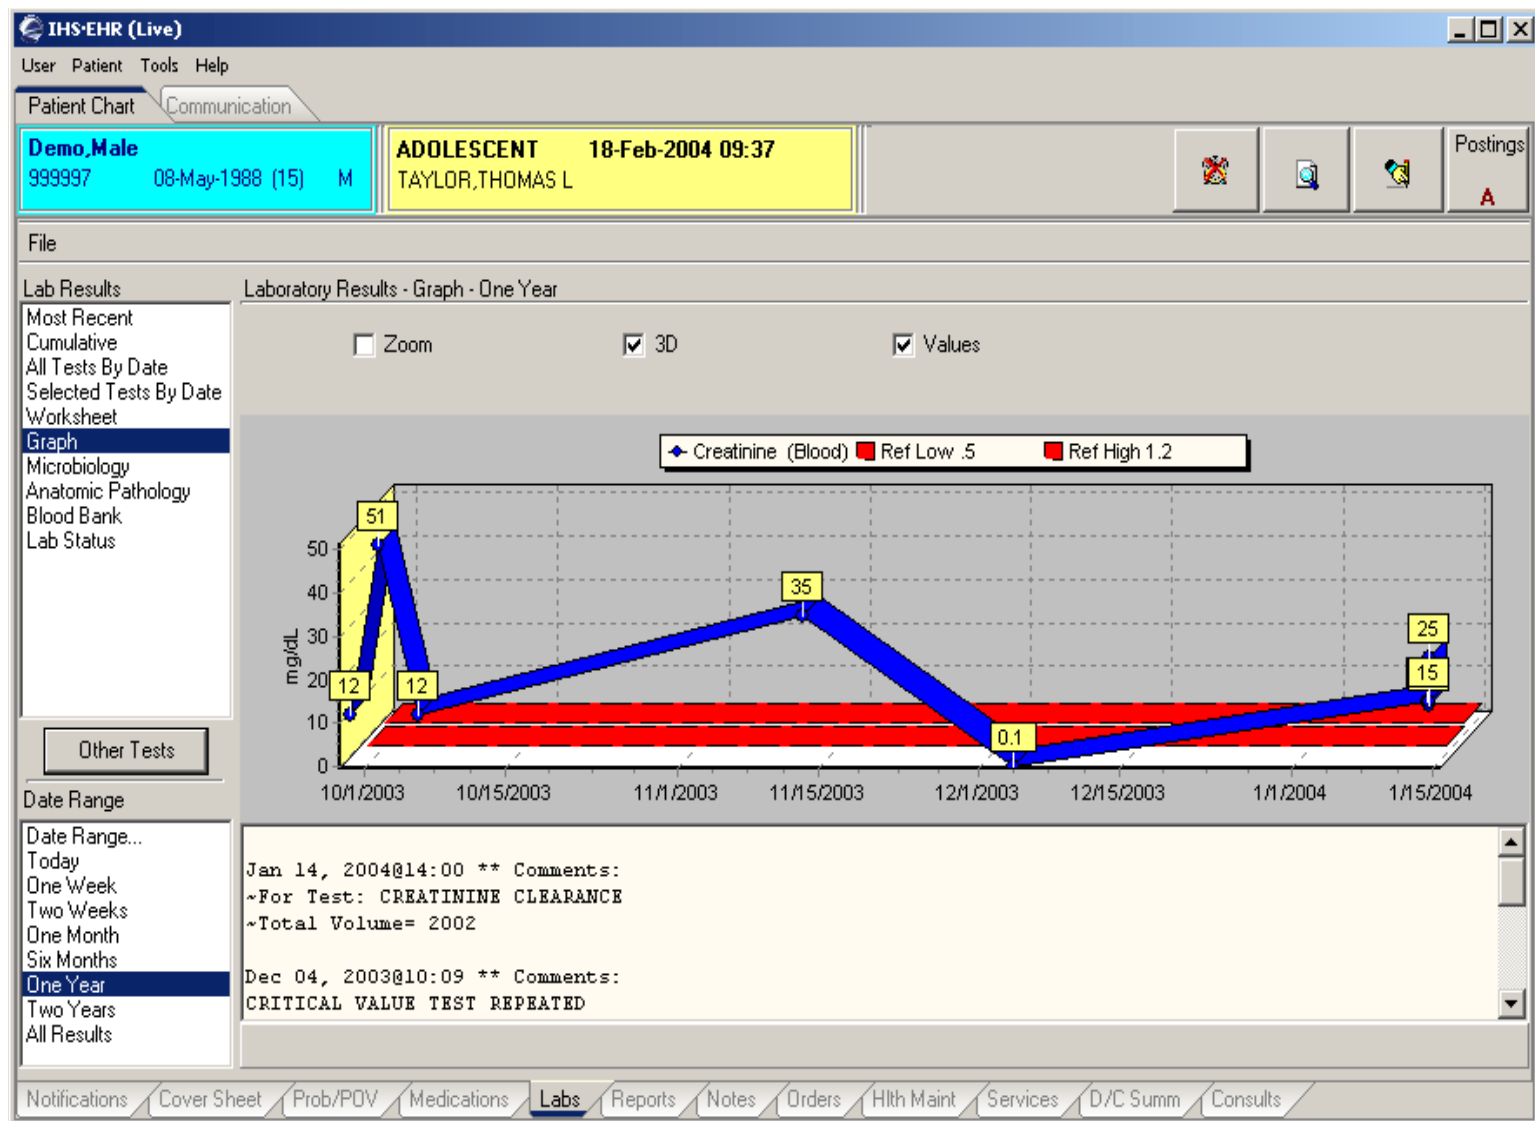 IHS·EHR (Live)
User Patient Tools Help
Patient Chart Communication
Demo,Male
999997 08-May-1988 (15) M
ADOLESCENT 18-Feb-2004 09:37
TAYLOR,THOMAS L
Postings
A
File
Lab Results
Most Recent
Cumulative
All Tests By Date
Selected Tests By Date
Worksheet
Graph
Microbiology
Anatomic Pathology
Blood Bank
Lab Status
Other Tests
Date Range
Date Range...
Today
One Week
Two Weeks
One Month
Six Months
One Year
Two Years
All Results
Laboratory Results - Graph - One Year
Zoom 3D Values
Creatinine (Blood) Ref Low .5 Ref High 1.2
mg/dL
50
40
30
20
10
0
12
51
12
35
0.1
25
15
10/1/2003 10/15/2003 11/1/2003 11/15/2003 12/1/2003 12/15/2003 1/1/2004 1/15/2004
Jan 14, 2004@14:00 ** Comments:
~For Test: CREATININE CLEARANCE
~Total Volume= 2002
Dec 04, 2003@10:09 ** Comments:
CRITICAL VALUE TEST REPEATED
Notifications Cover Sheet Prob/POV Medications Labs Reports Notes Orders Hlth Maint Services D/C Summ Consults